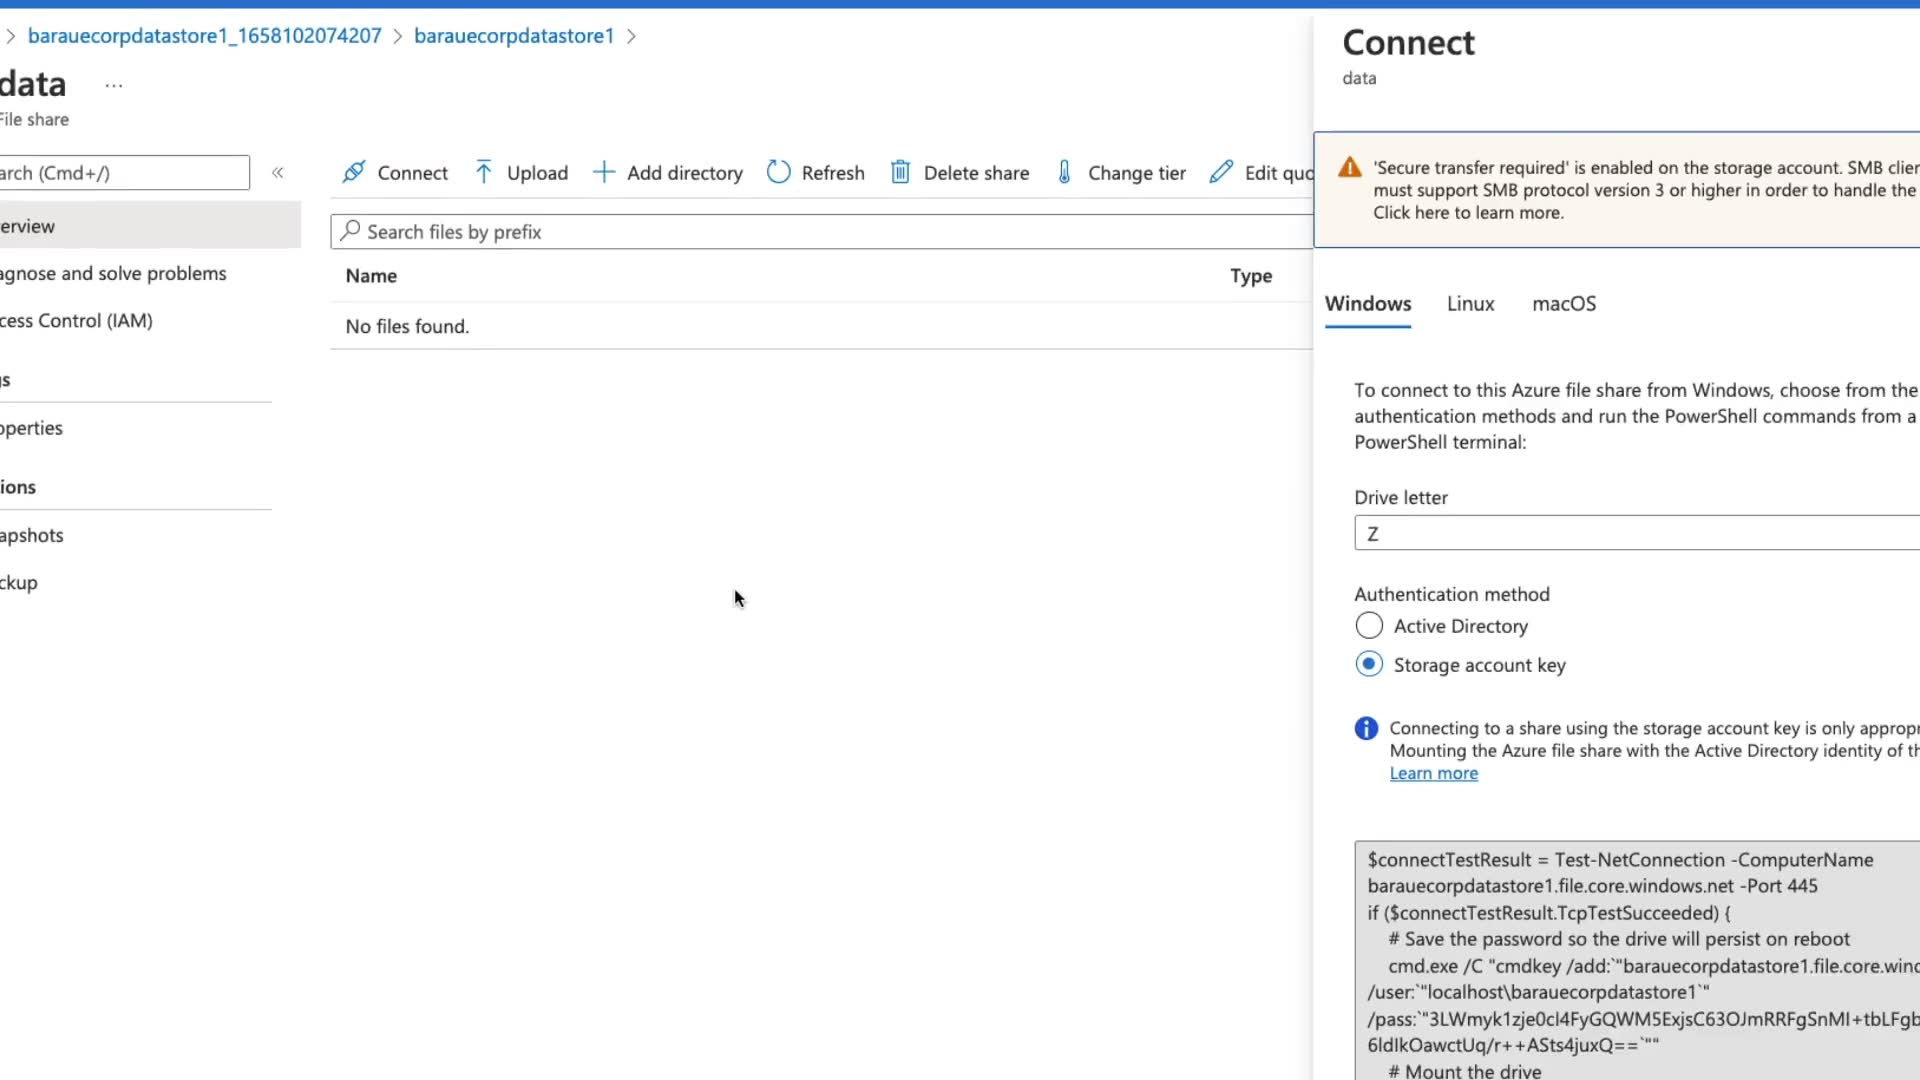 barauecorpdatastore1_1658102074207 > barauecorpdatastore1 >
data ...
File share
arch (Cmd+/)
«
erview
agnose and solve problems
cess Control (IAM)
gs
operties
ions
apshots
ckup
Connect Upload Add directory Refresh Delete share Change tier Edit quo
Search files by prefix
Name Type
No files found.
Connect
data
'Secure transfer required' is enabled on the storage account. SMB clien
must support SMB protocol version 3 or higher in order to handle the
Click here to learn more.
Windows Linux macOS
To connect to this Azure file share from Windows, choose from the
authentication methods and run the PowerShell commands from a
PowerShell terminal:
Drive letter
Z
Authentication method
Active Directory
Storage account key
Connecting to a share using the storage account key is only appropr
Mounting the Azure file share with the Active Directory identity of th
Learn more
$connectTestResult = Test-NetConnection -ComputerName
barauecorpdatastore1.file.core.windows.net -Port 445
if ($connectTestResult.TcpTestSucceeded) {
# Save the password so the drive will persist on reboot
cmd.exe /C "cmdkey /add:`"barauecorpdatastore1.file.core.wind
/user:`"localhost\barauecorpdatastore1`"
/pass:`"3LWmyk1zje0cl4FyGQWM5ExjsC63OJmRRFgSnMI+tbLFgb
6ldIkOawctUq/r++ASts4juxQ==`""
# Mount the drive